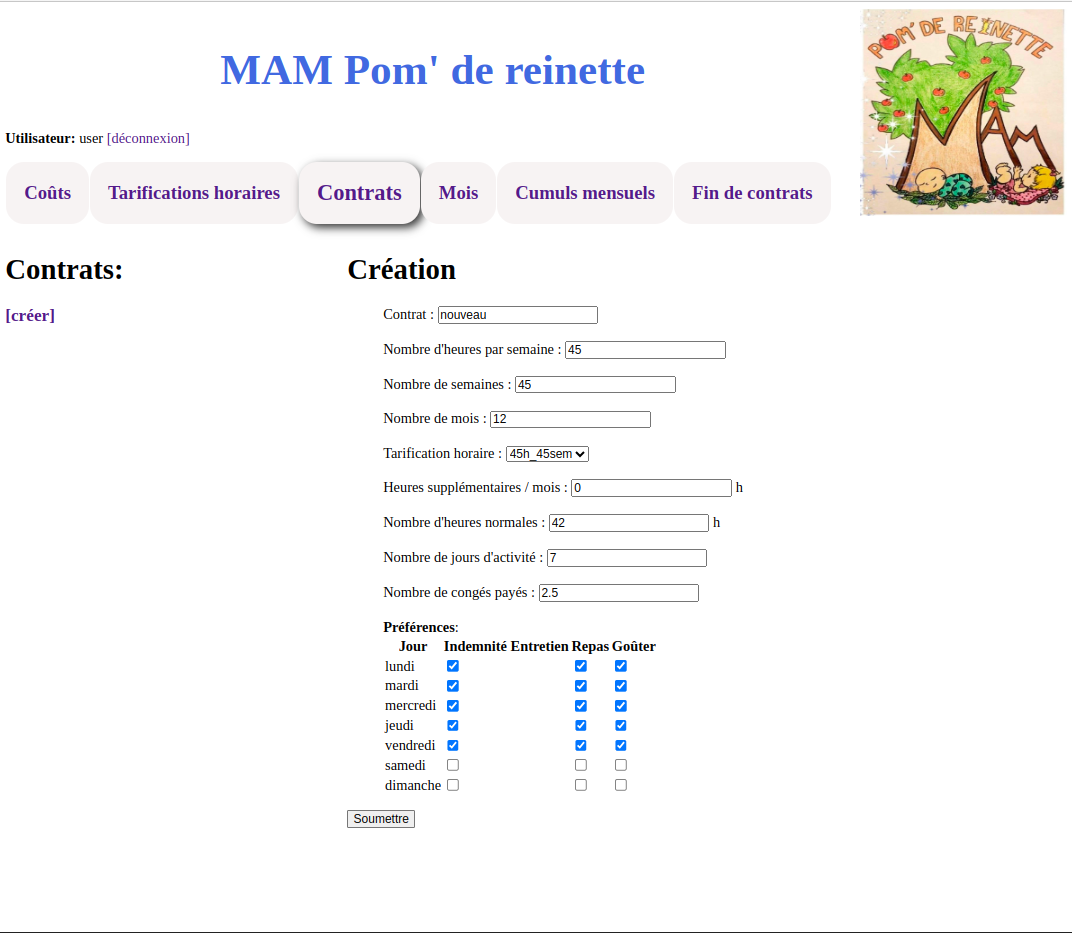 MAM Pom' de reinette
POM' DE REINETTE
MAM
Utilisateur: user [déconnexion]
Coûts Tarifications horaires Contrats Mois Cumuls mensuels Fin de contrats
Contrats:
[créer]
Création
Contrat : nouveau
Nombre d'heures par semaine : 45
Nombre de semaines : 45
Nombre de mois : 12
Tarification horaire : 45h_45sem
Heures supplémentaires / mois : 0 h
Nombre d'heures normales : 42 h
Nombre de jours d'activité : 7
Nombre de congés payés : 2.5
Préférences:
Jour Indemnité Entretien Repas Goûter
lundi
mardi
mercredi
jeudi
vendredi
samedi
dimanche
Soumettre